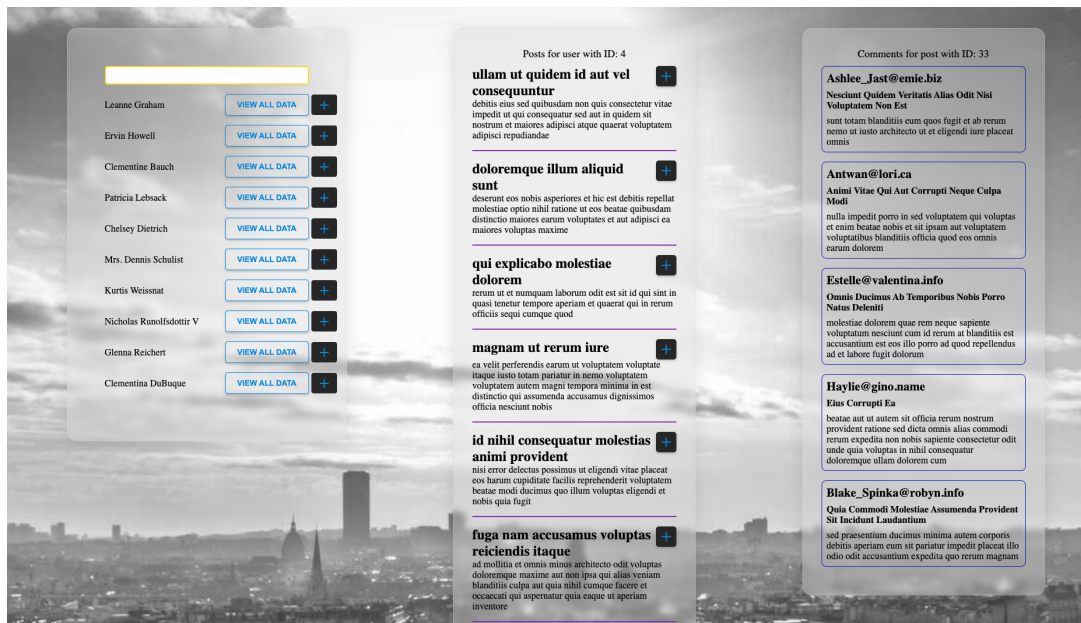 Leanne Graham
VIEW ALL DATA
+
Ervin Howell
VIEW ALL DATA
+
Clementine Bauch
VIEW ALL DATA
+
Patricia Lebsack
VIEW ALL DATA
+
Chelsey Dietrich
VIEW ALL DATA
+
Mrs. Dennis Schulist
VIEW ALL DATA
+
Kurtis Weissnat
VIEW ALL DATA
+
Nicholas Runolfsdottir V
VIEW ALL DATA
+
Glenna Reichert
VIEW ALL DATA
+
Clementina DuBuque
VIEW ALL DATA
+
Posts for user with ID: 4
ullam ut quidem id aut vel
consequuntur
+
debitis eius sed quibusdam non quis consectetur vitae
impedit ut qui consequatur sed aut in quidem sit
nostrum et maiores adipisci atque quaerat voluptatem
adipisci repudiandae
doloremque illum aliquid
sunt
+
deserunt eos nobis asperiores et hic est debitis repellat
molestiae optio nihil ratione ut eos beatae quibusdam
distinctio maiores earum voluptates et aut adipisci ea
maiores voluptas maxime
qui explicabo molestiae
dolorem
+
rerum ut et numquam laborum odit est sit id qui sint in
quasi tenetur tempore aperiam et quaerat qui in rerum
officiis sequi cumque quod
magnam ut rerum iure
+
ea velit perferendis earum ut voluptatem voluptate
itaque iusto totam pariatur in nemo voluptatem
voluptatem autem magni tempora minima in est
distinctio qui assumenda accusamus dignissimos
officia nesciunt nobis
id nihil consequatur molestias
animi provident
+
nisi error delectus possimus ut eligendi vitae placeat
eos harum cupiditate facilis reprehenderit voluptatem
beatae modi ducimus quo illum voluptas eligendi et
nobis quia fugit
fuga nam accusamus voluptas
reiciendis itaque
+
ad mollitia et omnis minus architecto odit voluptas
doloremque maxime aut non ipsa qui alias veniam
blanditiis culpa aut quia nihil cumque facere et
occaecati qui aspernatur quia eaque ut aperiam
inventore
Comments for post with ID: 33
Ashlee_Jast@emie.biz
Nesciunt Quidem Veritatis Alias Odit Nisi
Voluptatem Non Est
sunt totam blanditiis eum quos fugit et ab rerum
nemo ut iusto architecto ut et eligendi iure placeat
omnis
Antwan@lori.ca
Animi Vitae Qui Aut Corrupti Neque Culpa
Modi
nulla impedit porro in sed voluptatem qui voluptas
et enim beatae nobis et sit ipsam aut voluptatem
voluptatibus blanditiis officia quod eos omnis
earum dolorem
Estelle@valentina.info
Omnis Ducimus Ab Temporibus Nobis Porro
Natus Deleniti
molestiae dolorem quae rem neque sapiente
voluptatum nesciunt cum id rerum at blanditiis est
accusantium est eos illo porro ad quod repellendus
ad et labore fugit dolorum
Haylie@gino.name
Eius Corrupti Ea
beatae aut ut autem sit officia rerum nostrum
provident ratione sed dicta omnis alias commodi
rerum expedita non nobis sapiente consectetur odit
unde quia voluptas in nihil consequatur
doloremque ullam dolorem cum
Blake_Spinka@robyn.info
Quia Commodi Molestiae Assumenda Provident
Sit Incidunt Laudantium
sed praesentium ducimus minima autem corporis
debitis aperiam eum sit pariatur impedit placeat illo
odio odit accusantium expedita quo rerum magnam